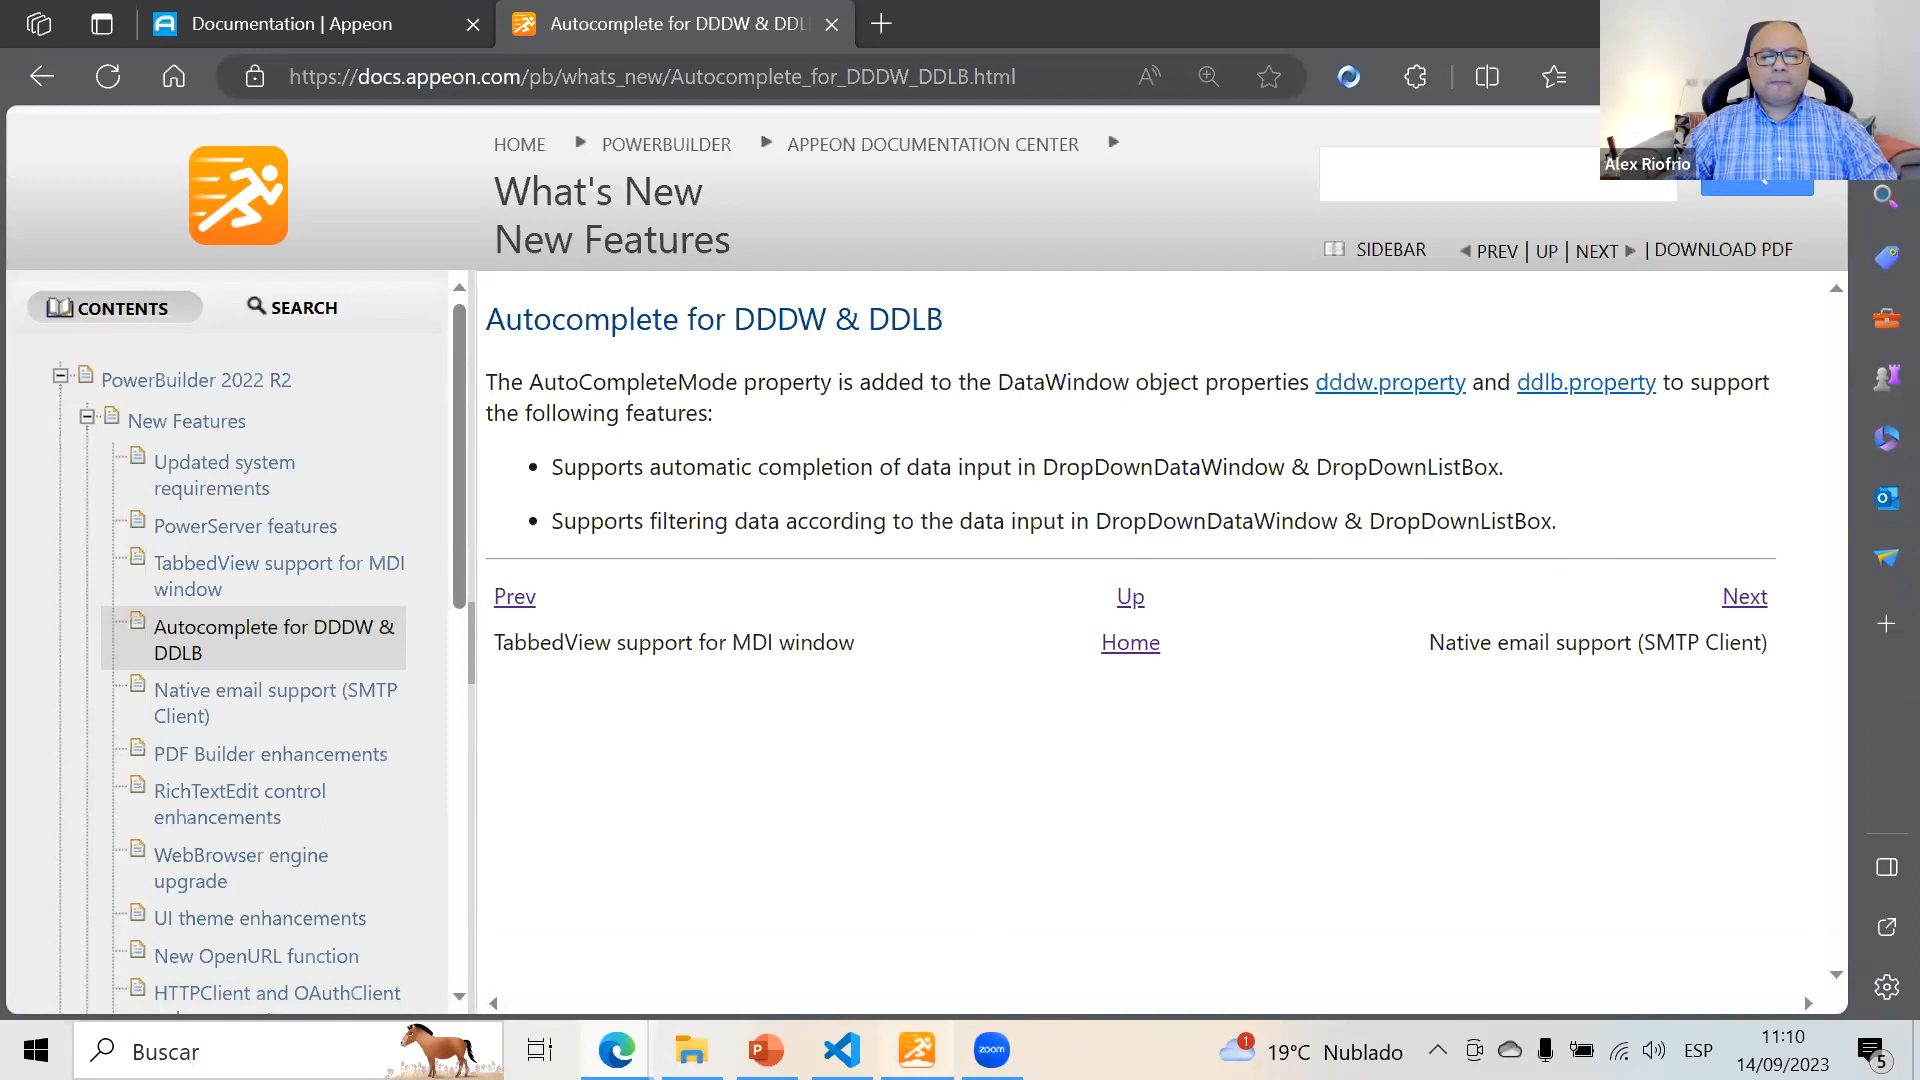 Documentation | Appeon
Autocomplete for DDDW & DDL
https://docs.appeon.com/pb/whats_new/Autocomplete_for_DDDW_DDLB.html
Alex Riofrio
HOME POWERBUILDER APPEON DOCUMENTATION CENTER
What's New
New Features
SIDEBAR PREV | UP | NEXT | DOWNLOAD PDF
CONTENTS SEARCH
PowerBuilder 2022 R2
New Features
Updated system
requirements
PowerServer features
TabbedView support for MDI
window
Autocomplete for DDDW &
DDLB
Native email support (SMTP
Client)
PDF Builder enhancements
RichTextEdit control
enhancements
WebBrowser engine
upgrade
UI theme enhancements
New OpenURL function
HTTPClient and OAuthClient
Autocomplete for DDDW & DDLB
The AutoCompleteMode property is added to the DataWindow object properties dddw.property and ddlb.property to support
the following features:
• Supports automatic completion of data input in DropDownDataWindow & DropDownListBox.
• Supports filtering data according to the data input in DropDownDataWindow & DropDownListBox.
Prev Up Next
TabbedView support for MDI window Home Native email support (SMTP Client)
Buscar
zoom
1
19°C Nublado
ESP
11:10
14/09/2023
5